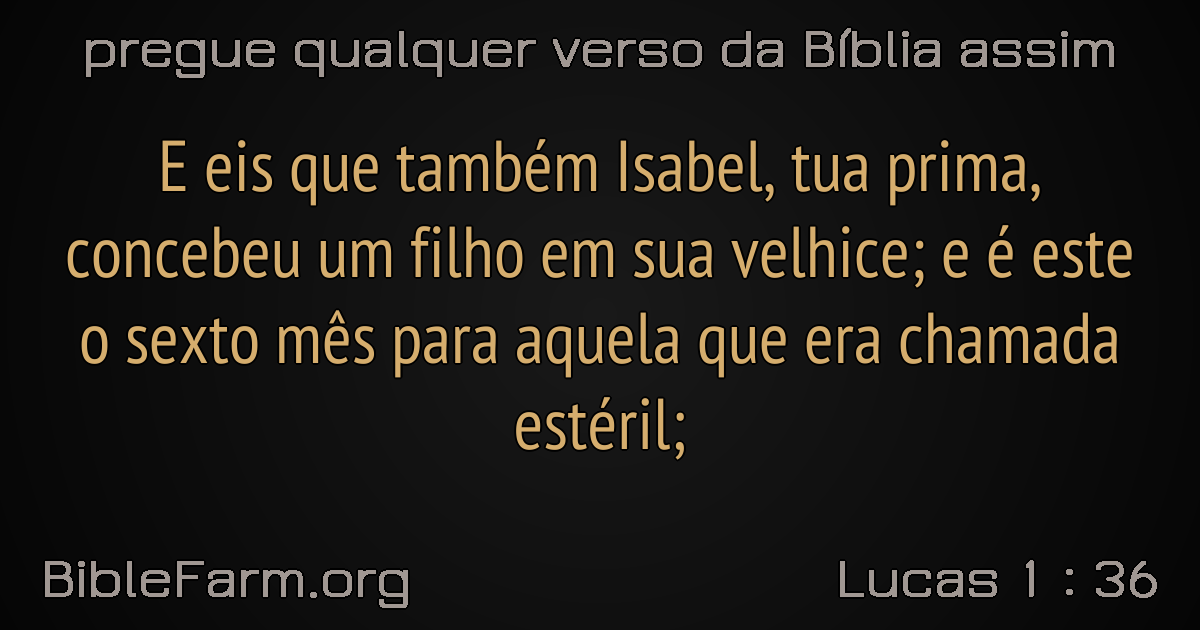 pregue qualquer verso da Bíblia assim
E eis que também Isabel, tua prima,
concebeu um filho em sua velhice; e é este
o sexto mês para aquela que era chamada
estéril;
BibleFarm.org
Lucas 1 : 36